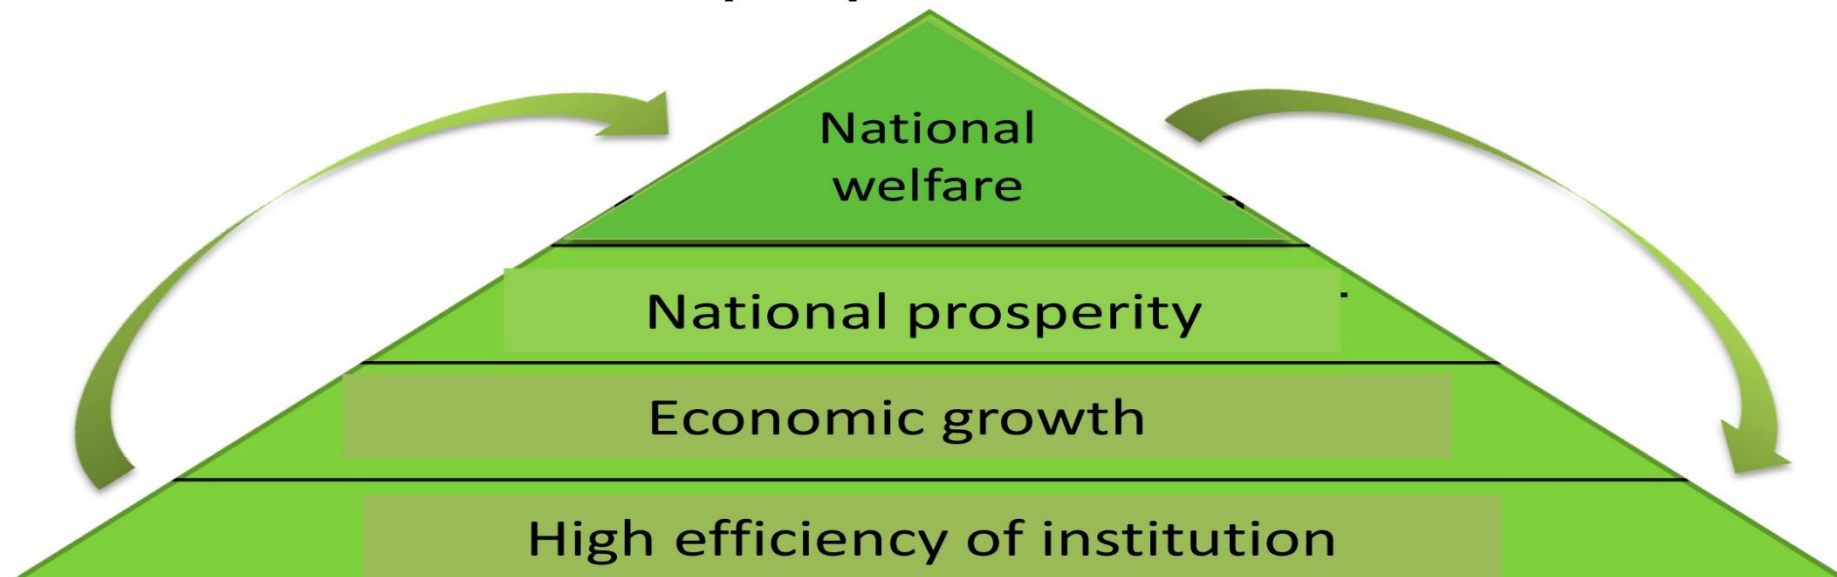 National
welfare
National prosperity
Economic growth
High efficiency of institution